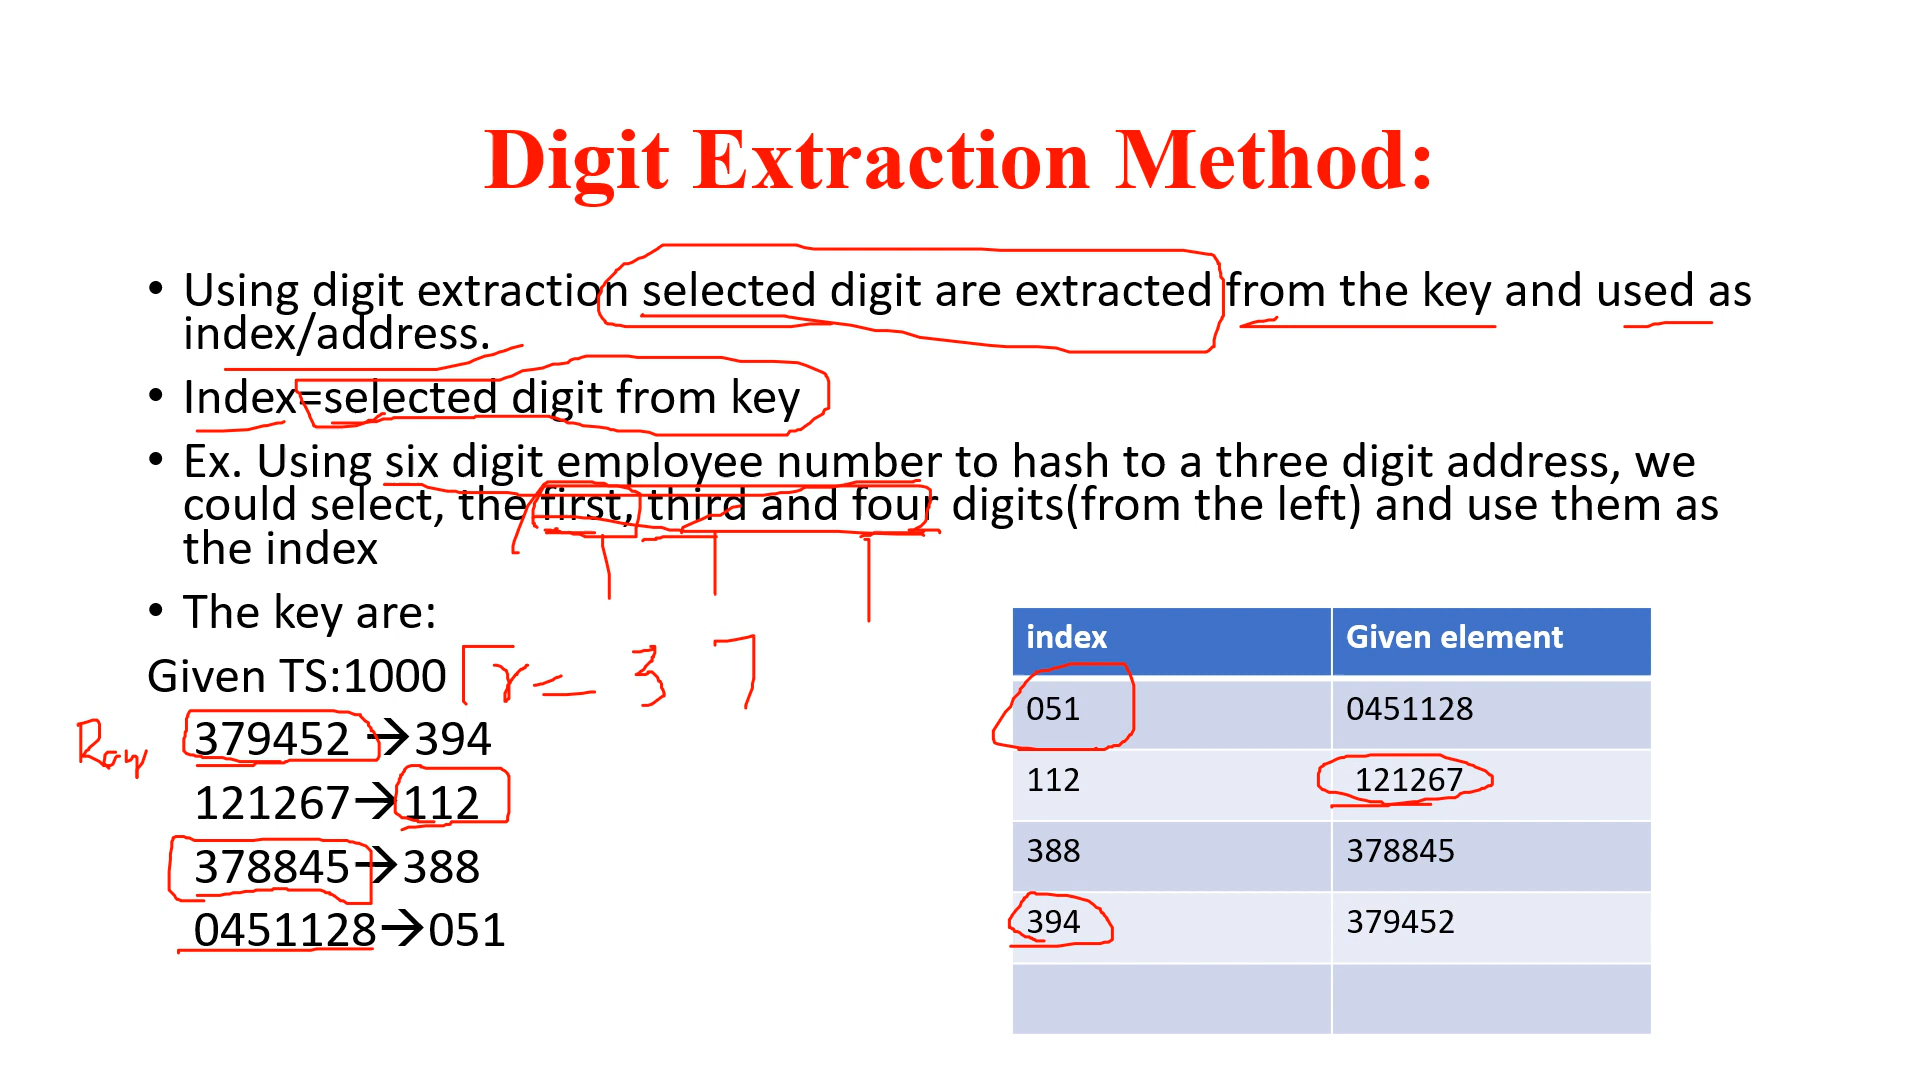 Digit Extraction Method:
• Using digit extraction selected digit are extracted from the key and used as
index/address.
• Index=selected digit from key
• Ex. Using six digit employee number to hash to a three digit address, we
could select, the first, third and four digits(from the left) and use them as
the index
• The key are:
Given TS:1000 r = 3
379452→394
121267→112
378845→388
0451128→051
index Given element
051 0451128
112 121267
388 378845
394 379452